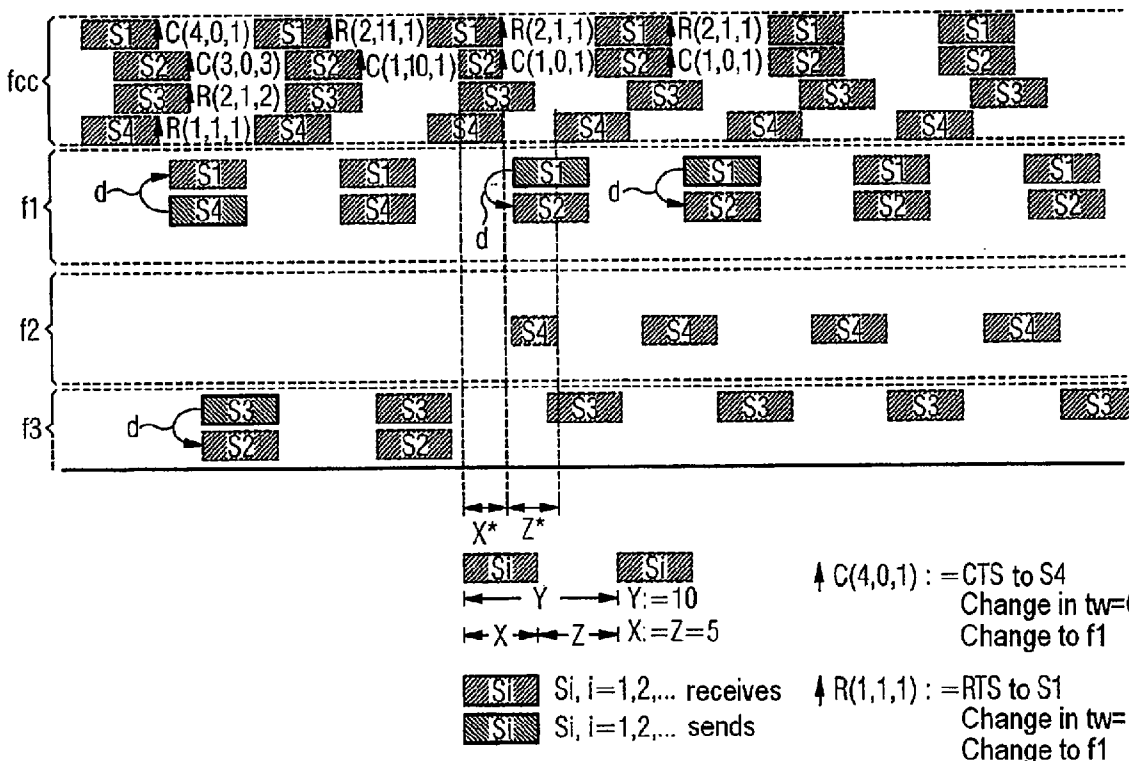 fcc
S1 C(4,0,1) S1 R(2,11,1) S1 R(2,1,1) S1 R(2,1,1) S1 S1
S2 C(3,0,3) S2 C(1,10,1) S2 C(1,0,1) S2 C(1,0,1) S2 S2
S3 R(2,1,2) S3 S3 S3 S3 S3
S4 R(1,1,1) S4 S4 S4 S4 S4
f1
d S1 S1 S1 d S1 S1 S1
S4 S4 d S2 S2 S2 S2
f2
S4 S4 S4 S4
f3
d S3 S3 S3 S3 S3 S3
S2 S2
X* Z*
Si Si
Y Y:=10
X Z X:=Z=5
Si Si, i=1,2,... receives
Si Si, i=1,2,... sends
C(4,0,1) : =CTS to S4
Change in tw=
Change to f1
R(1,1,1) : =RTS to S1
Change in tw=
Change to f1